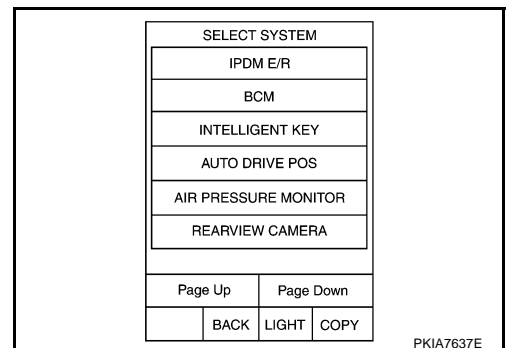 SELECT SYSTEM
IPDM E/R
BCM
INTELLIGENT KEY
AUTO DRIVE POS
AIR PRESSURE MONITOR
REARVIEW CAMERA
Page Up Page Down
BACK LIGHT COPY
PKIA7637E